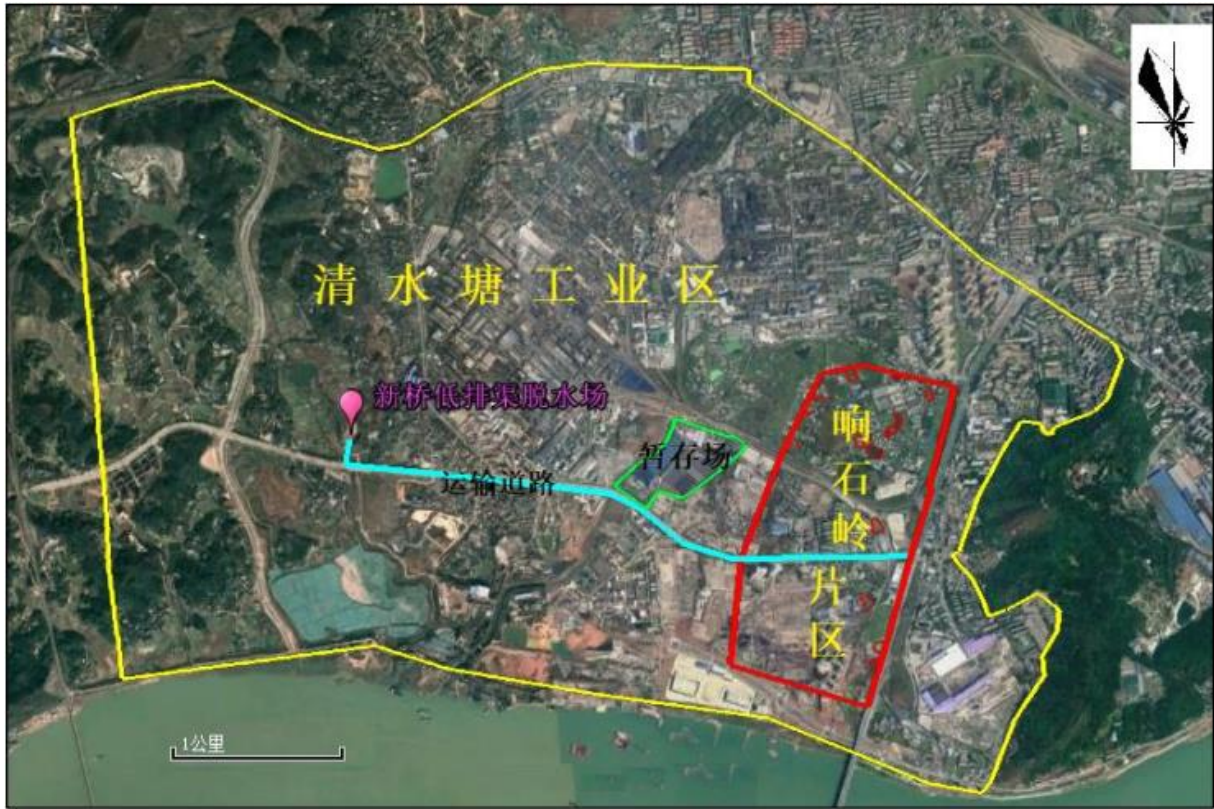 清水塘工业区
新桥低排渠脱水场
暂存场
运输道路
响石岭片区
1公里